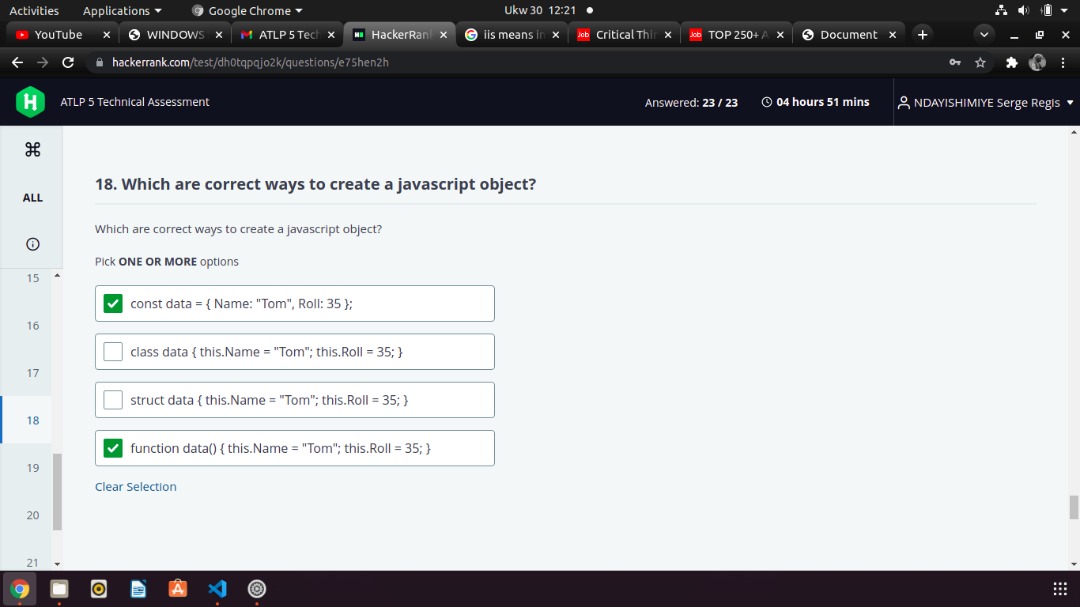 Activities Applications Google Chrome Ukw 30 12:21
YouTube WINDOWS ATLP 5 Tech HackerRan iis means in Critical Thin TOP 250+ A Document
hackerrank.com/test/dh0tqpqjo2k/questions/e75hen2h
H ATLP 5 Technical Assessment Answered: 23 / 23 04 hours 51 mins NDAYISHIMIYE Serge Regis
ALL
15
16
17
18
19
20
21
18. Which are correct ways to create a javascript object?
Which are correct ways to create a javascript object?
Pick ONE OR MORE options
const data = { Name: "Tom", Roll: 35 };
class data { this.Name = "Tom"; this.Roll = 35; }
struct data { this.Name = "Tom"; this.Roll = 35; }
function data() { this.Name = "Tom"; this.Roll = 35; }
Clear Selection